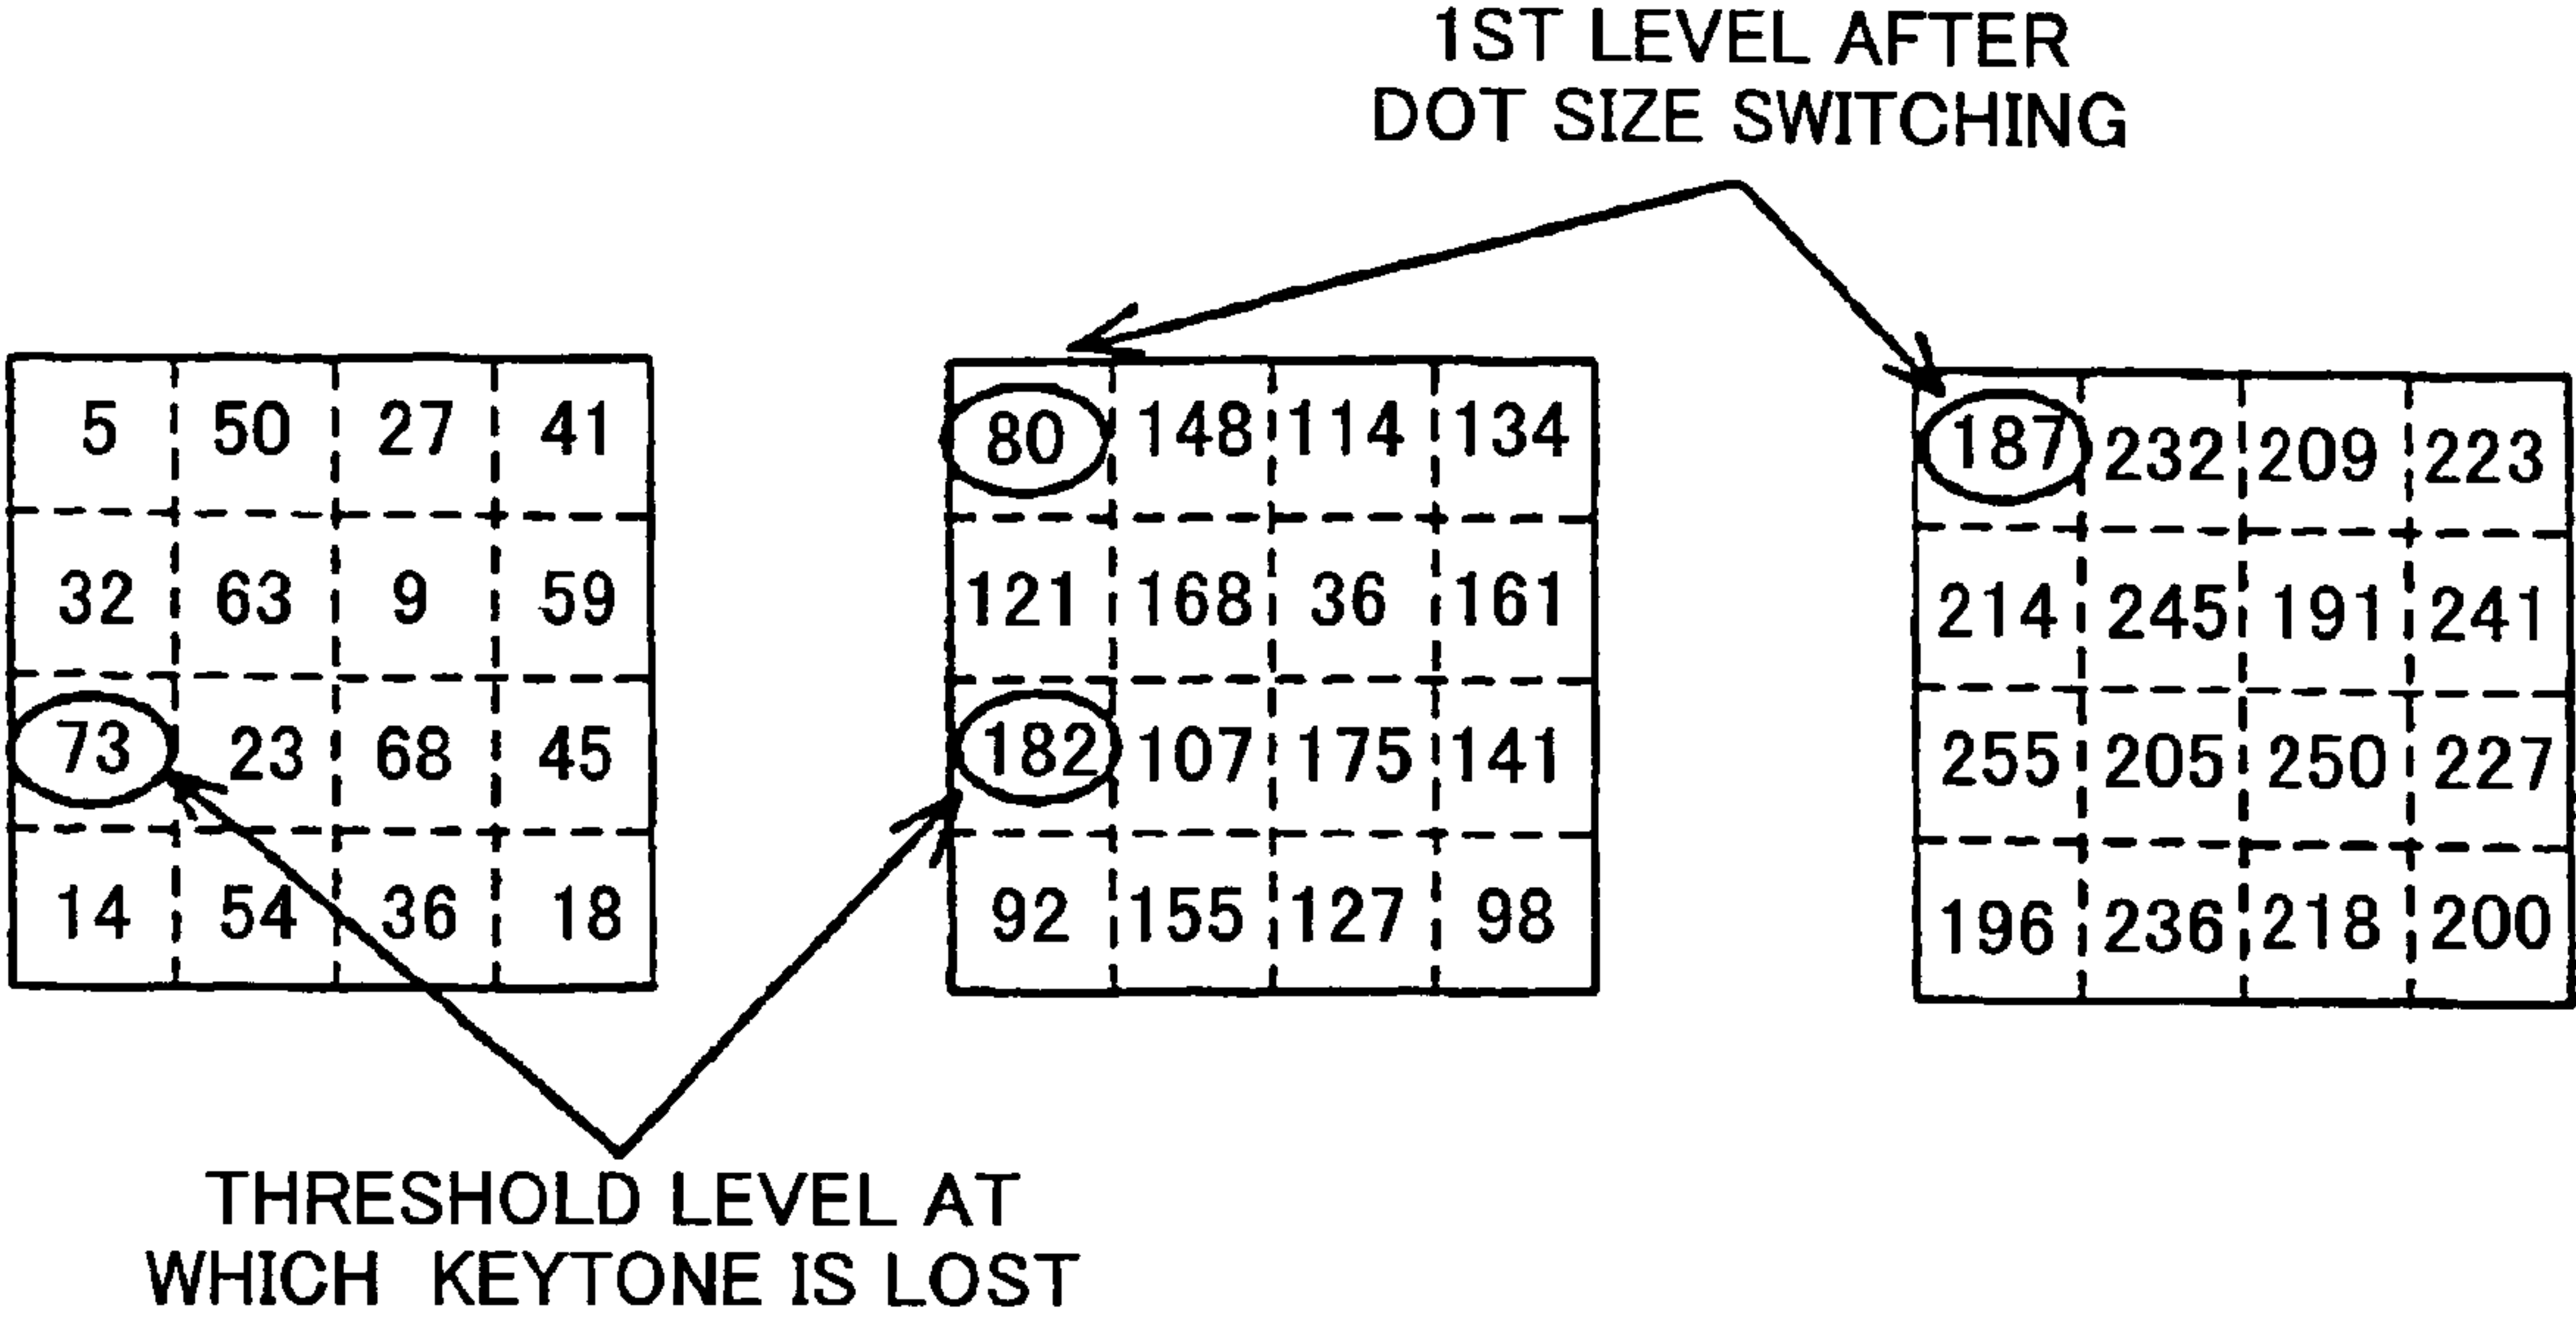 1ST LEVEL AFTER
DOT SIZE SWITCHING
5 50 27 41
32 63 9 59
73 23 68 45
14 54 36 18
80 148 114 134
121 168 36 161
182 107 175 141
92 155 127 98
187 232 209 223
214 245 191 241
255 205 250 227
196 236 218 200
THRESHOLD LEVEL AT
WHICH KEYTONE IS LOST